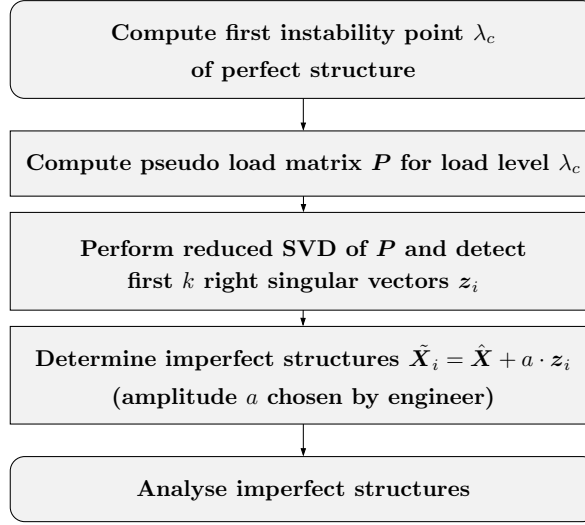 Compute first instability point λ_c
of perfect structure
Compute pseudo load matrix P for load level λ_c
Perform reduced SVD of P and detect
first k right singular vectors z_i
Determine imperfect structures X̃_i = X̂ + a · z_i
(amplitude a chosen by engineer)
Analyse imperfect structures